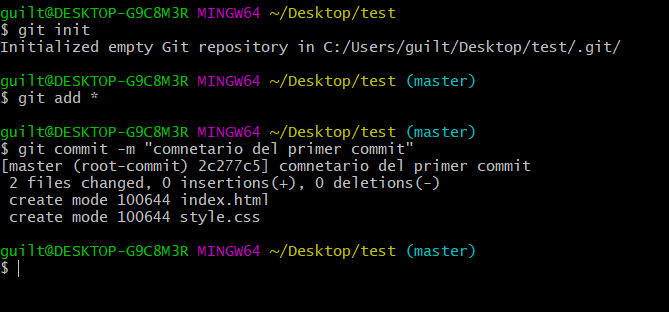 guilt@DESKTOP-G9C8M3R MINGW64 ~/Desktop/test
$ git init
Initialized empty Git repository in C:/Users/guilt/Desktop/test/.git/
guilt@DESKTOP-G9C8M3R MINGW64 ~/Desktop/test (master)
$ git add *
guilt@DESKTOP-G9C8M3R MINGW64 ~/Desktop/test (master)
$ git commit -m "comnetario del primer commit"
[master (root-commit) 2c277c5] comnetario del primer commit
2 files changed, 0 insertions(+), 0 deletions(-)
create mode 100644 index.html
create mode 100644 style.css
guilt@DESKTOP-G9C8M3R MINGW64 ~/Desktop/test (master)
$